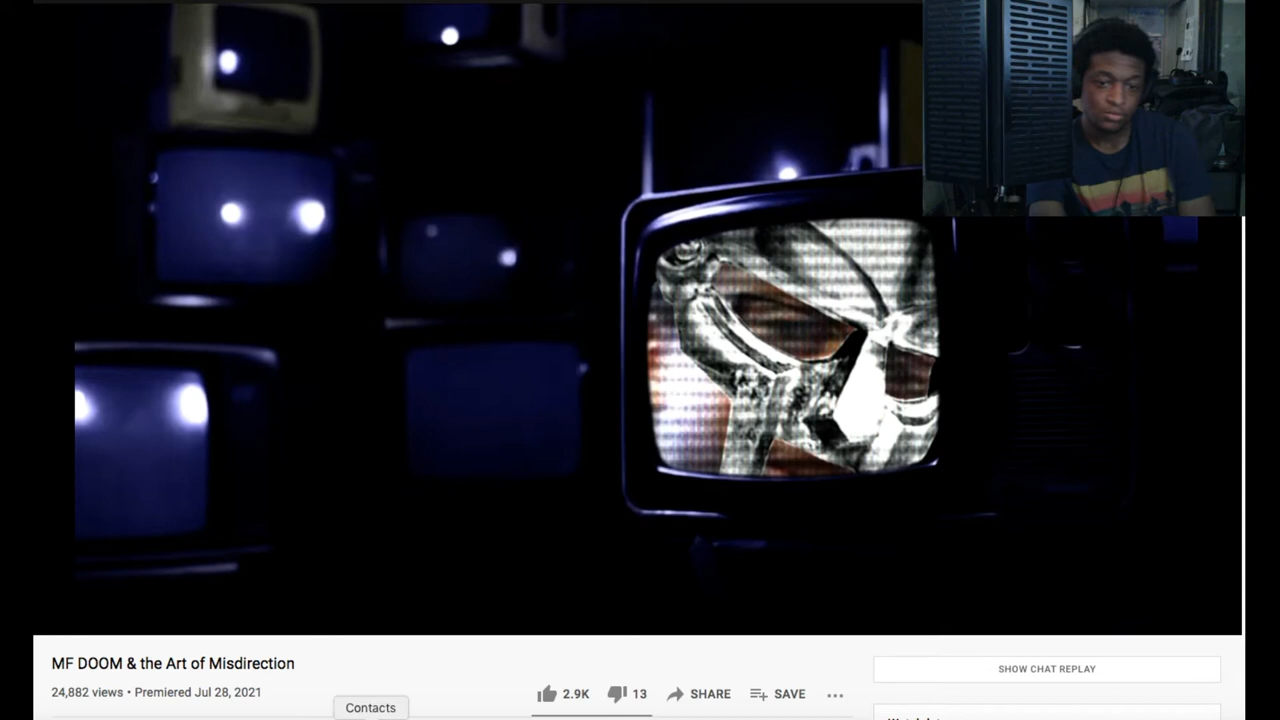 MF DOOM & the Art of Misdirection
24,882 views • Premiered Jul 28, 2021
2.9K
13
SHARE
SAVE
SHOW CHAT REPLAY
Contacts